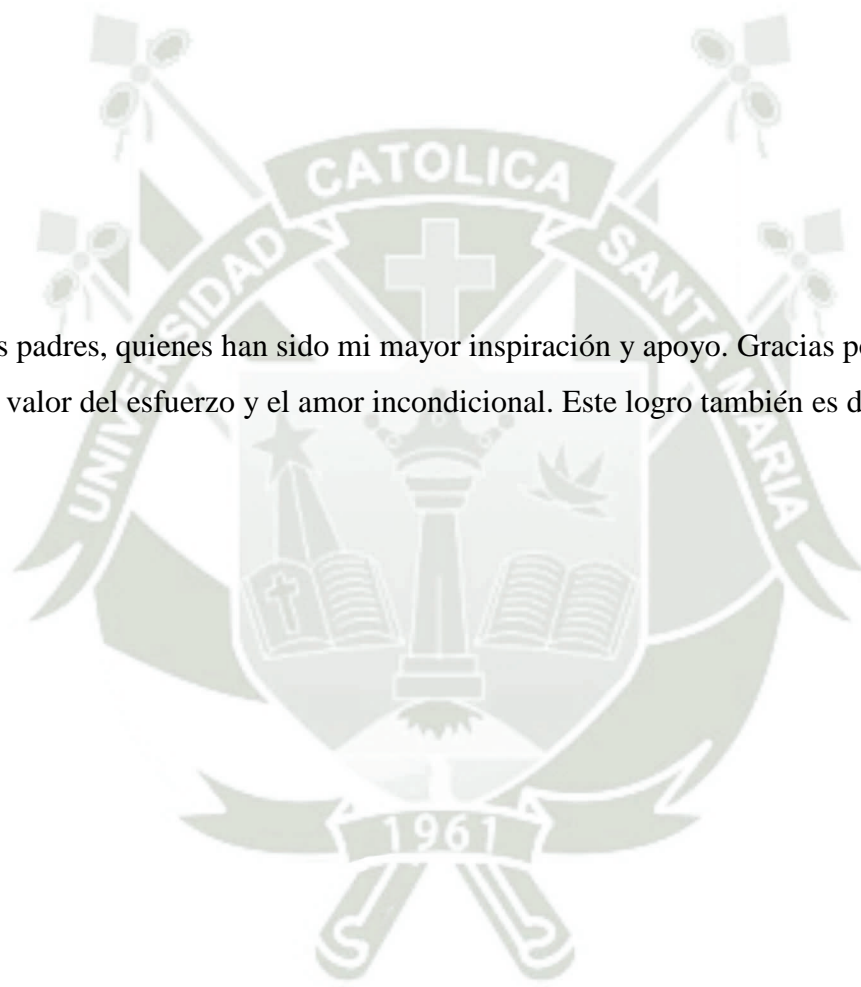 CATOLICA
UNIVERSIDAD
SANTA MARIA
s padres, quienes han sido mi mayor inspiración y apoyo. Gracias p
valor del esfuerzo y el amor incondicional. Este logro también es d
1961